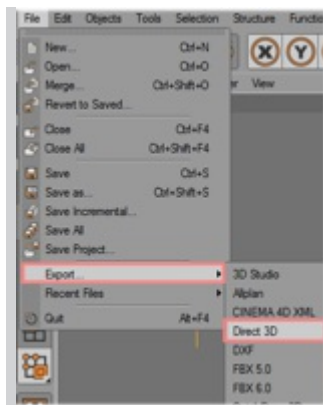 File Edit Objects Tools Selection Structure Functio
New... Ctrl+N
Open... Ctrl+O
Merge... Ctrl+Shift+O
Revert to Saved...
Close Ctrl+F4
Close All Ctrl+Shift+F4
Save Ctrl+S
Save as... Ctrl+Shift+S
Save Incremental...
Save All
Save Project...
Export...
Recent Files
Quit Alt+F4
X Y
er View
3D Studio
Allplan
CINEMA 4D XML
Direct 3D
DXF
FBX 5.0
FBX 6.0